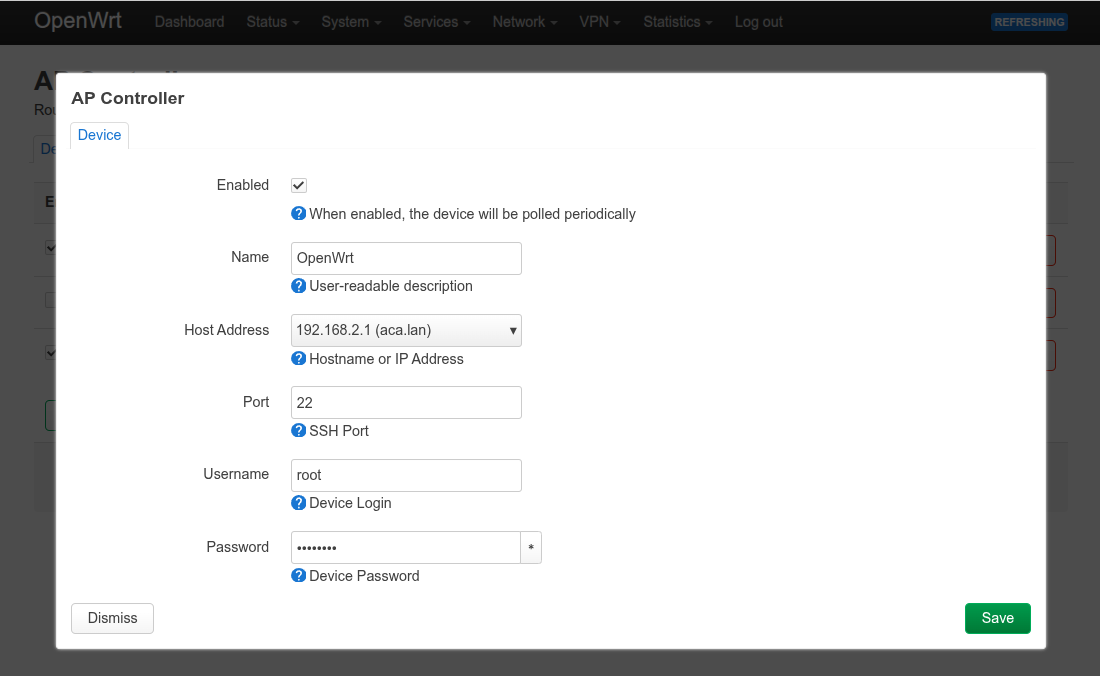 OpenWrt Dashboard Status System Services Network VPN Statistics Log out REFRESHING
AP Controller
Device
Enabled
When enabled, the device will be polled periodically
Name OpenWrt
User-readable description
Host Address 192.168.2.1 (aca.lan)
Hostname or IP Address
Port 22
SSH Port
Username root
Device Login
Password •••••••• *
Device Password
Dismiss Save